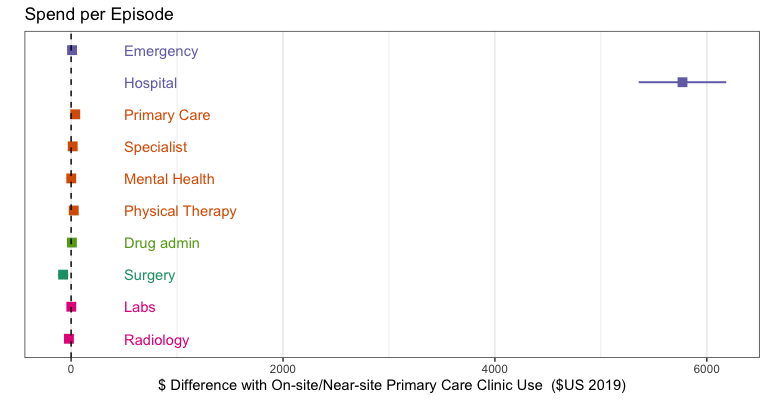 Spend per Episode
Emergency
Hospital
Primary Care
Specialist
Mental Health
Physical Therapy
Drug admin
Surgery
Labs
Radiology
0 2000 4000 6000
$ Difference with On-site/Near-site Primary Care Clinic Use  ($US 2019)